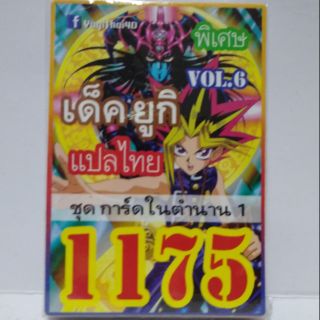 YugiThai40
พิเศษ
VOL.6
เด็ค ยูกิ
แปลไทย
ชุด การ์ดในตำนาน 1
1175